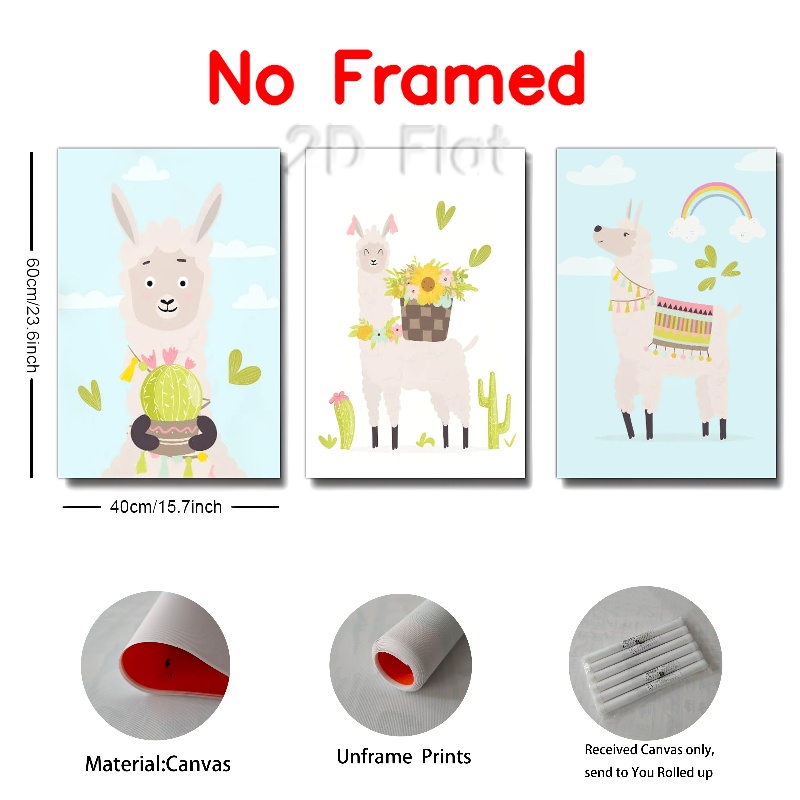 No Framed
2D Flat
60cm/23.6inch
40cm/15.7inch
Material:Canvas
Unframe Prints
Received Canvas only,
send to You Rolled up